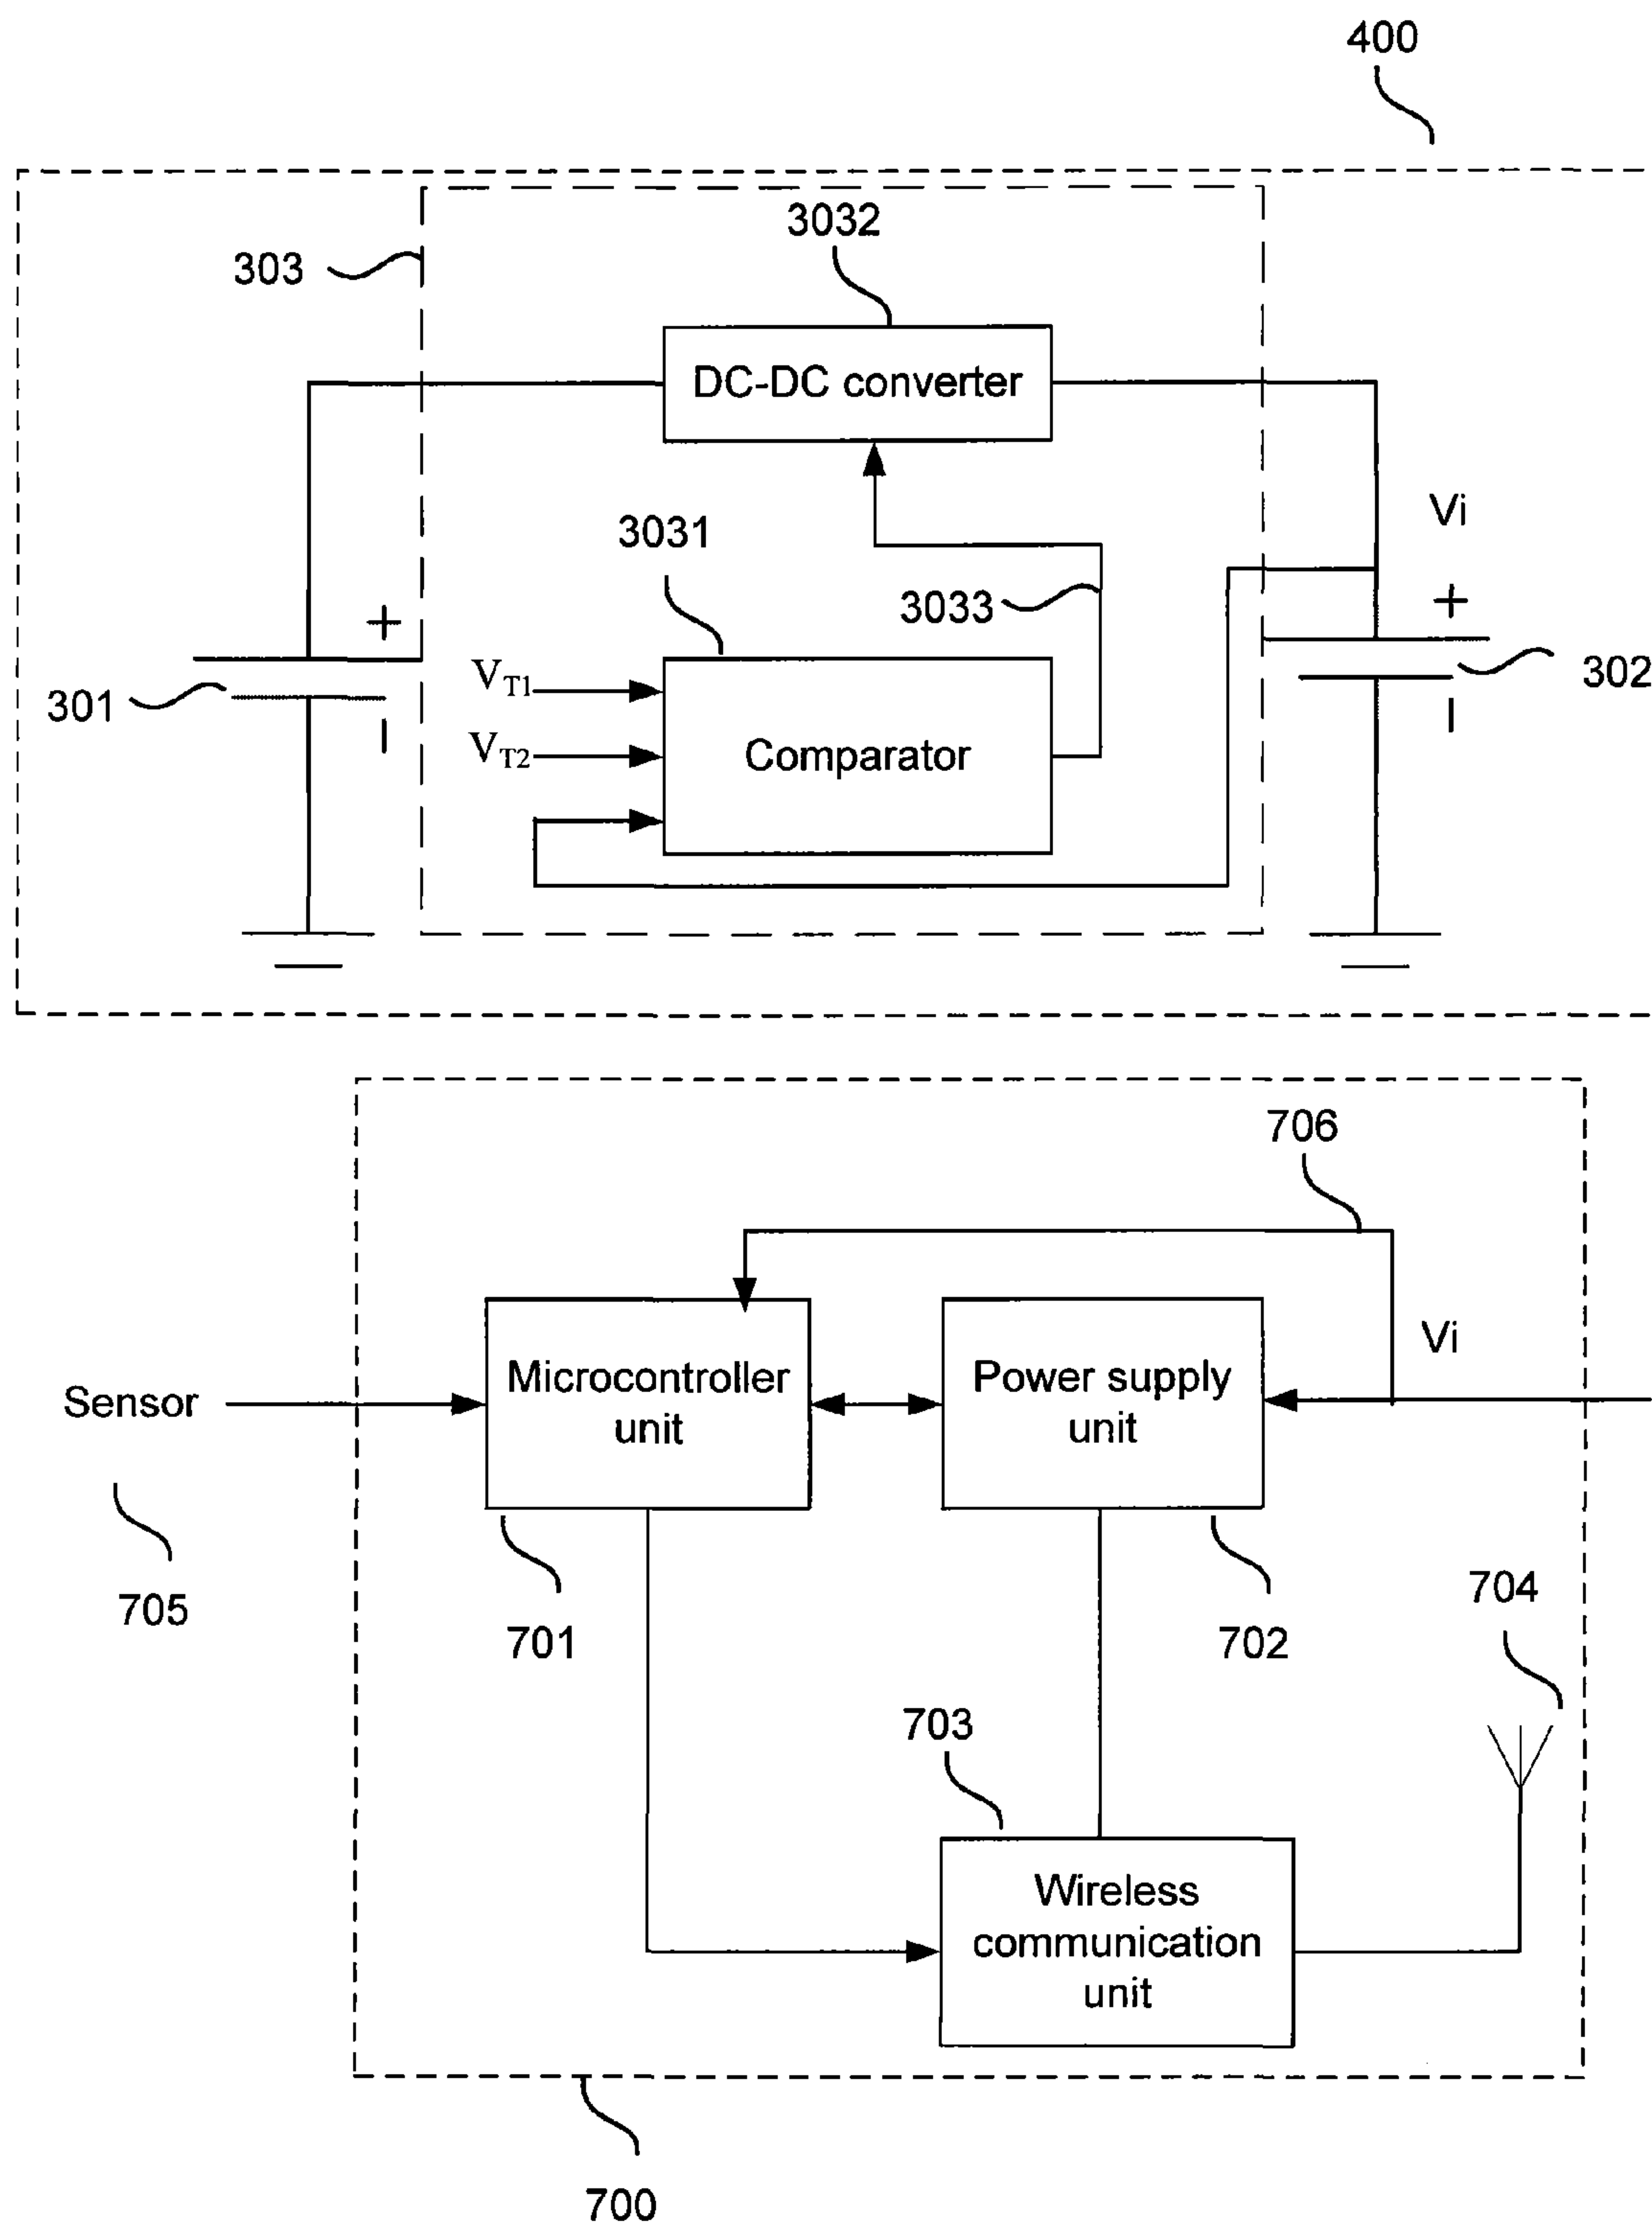 400
3032
303
DC-DC converter
Vi
3031
3033
+
+
302
VT1
301
VT2
Comparator
706
Vi
Microcontroller
unit
Power supply
unit
Sensor
705
701
702
704
703
Wireless
communication
unit
700